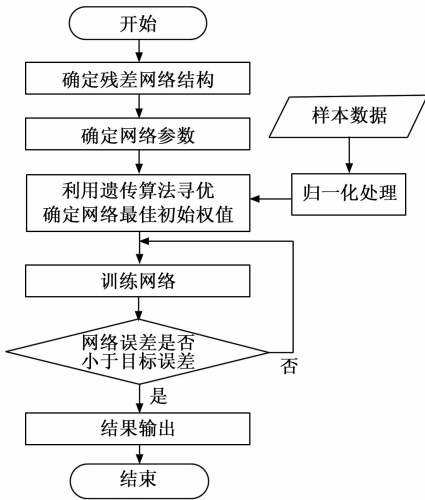 开始
确定残差网络结构
确定网络参数
样本数据
归一化处理
利用遗传算法寻优
确定网络最佳初始权值
训练网络
网络误差是否
小于目标误差
否
是
结果输出
结束